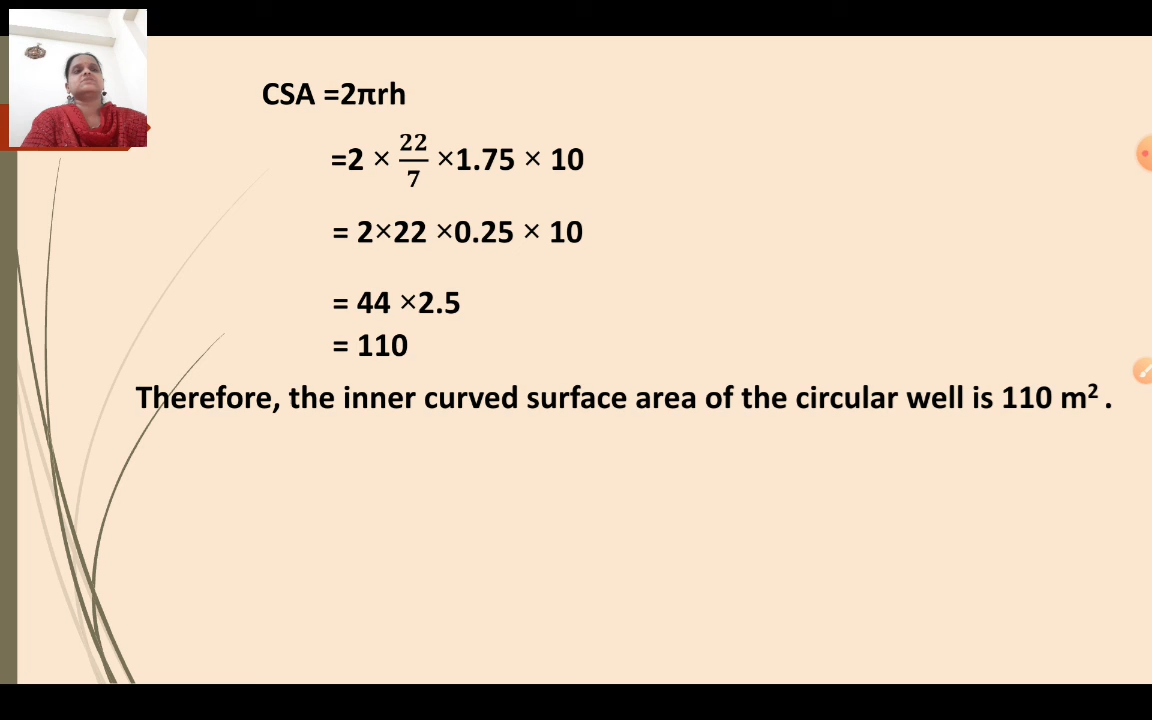 CSA =2πrh
=2 × 22/7 ×1.75 × 10
= 2×22 ×0.25 × 10
= 44 ×2.5
= 110
Therefore, the inner curved surface area of the circular well is 110 m².